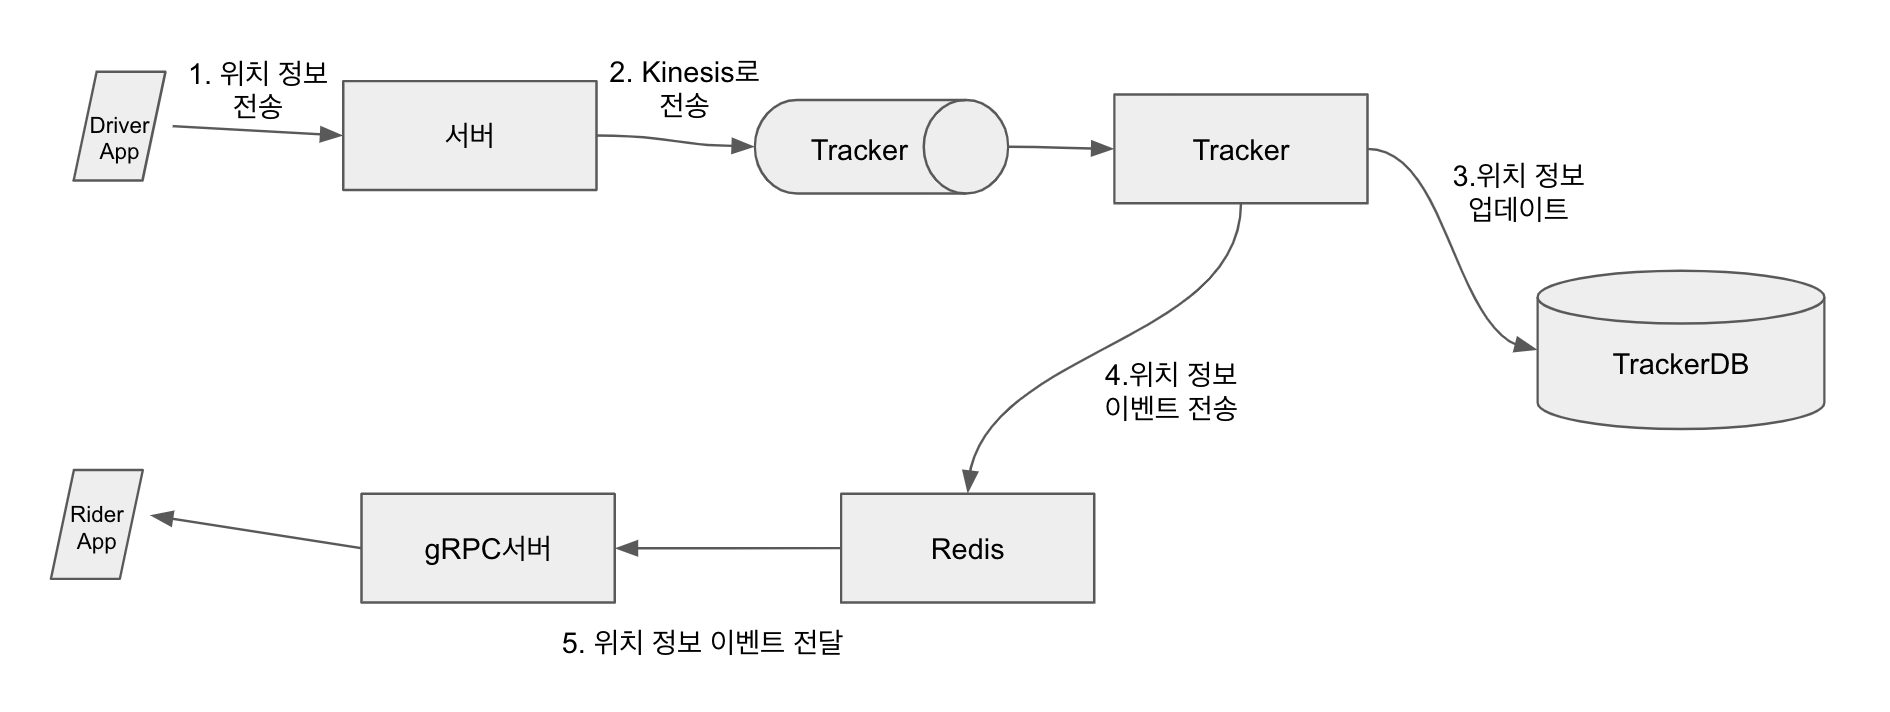 1. 위치 정보
전송
Driver
App
서버
2. Kinesis로
전송
Tracker
Tracker
3.위치 정보
업데이트
TrackerDB
4.위치 정보
이벤트 전송
Rider
App
gRPC서버
Redis
5. 위치 정보 이벤트 전달